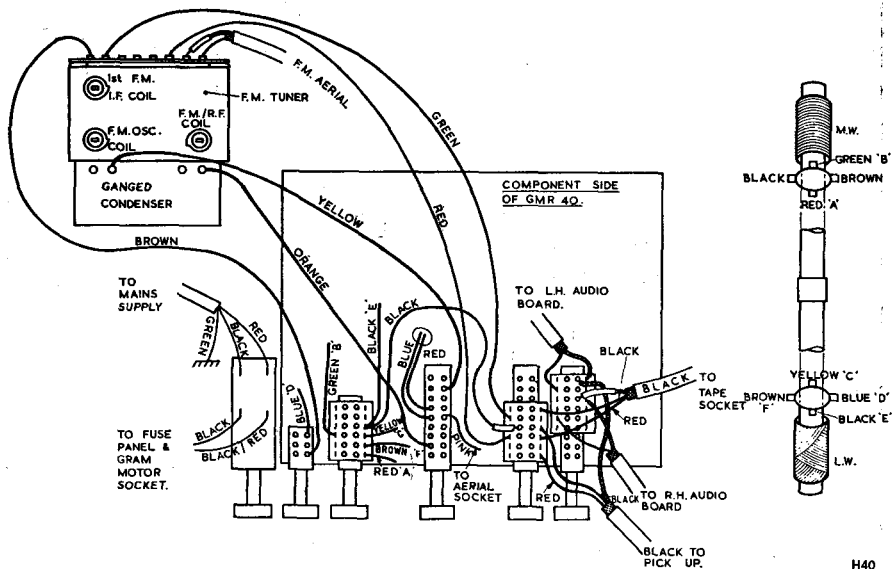 1st F.M.
I.F. COIL
F.M. TUNER
F.M./R.F.
COIL
F.M. OSC.
COIL
GANGED
CONDENSER
F.M. AERIAL
GREEN
YELLOW
RED
ORANGE
BROWN
COMPONENT SIDE
OF GMR 40.
TO
MAINS
SUPPLY
GREEN
BLACK
RED
BLACK
BLACK/RED
TO FUSE
PANEL &
GRAM
MOTOR
SOCKET.
BLUE 'D'
GREEN 'B'
BLACK 'E'
BLACK
BLUE
RED
YELLOW 'C'
BROWN 'F'
RED 'A'
PINK
TO
AERIAL
SOCKET
TO L.H. AUDIO
BOARD.
BLACK
BLACK
TO
TAPE
SOCKET
RED
RED
BLACK
TO R.H. AUDIO
BOARD
BLACK TO
PICK UP.
M.W.
GREEN 'B'
BLACK
BROWN
RED 'A'
YELLOW 'C'
BROWN 'F'
BLUE 'D'
BLACK 'E'
L.W.
H40